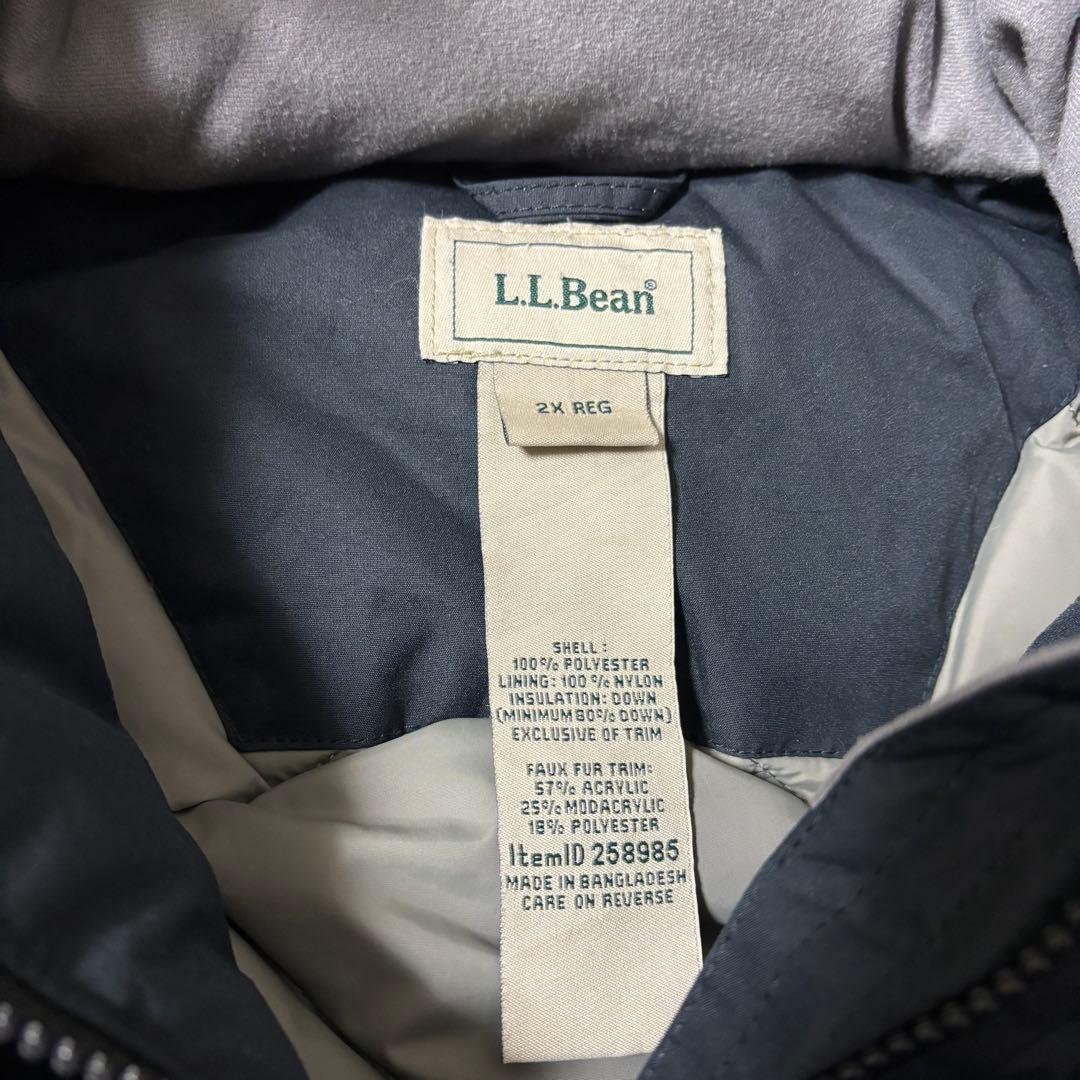 L.L.Bean®
2X REG
SHELL:
100% POLYESTER
LINING: 100% NYLON
INSULATION: DOWN
(MINIMUM 80% DOWN)
EXCLUSIVE OF TRIM
FAUX FUR TRIM:
57% ACRYLIC
25% MODACRYLIC
18% POLYESTER
ItemID 258985
MADE IN BANGLADESH
CARE ON REVERSE